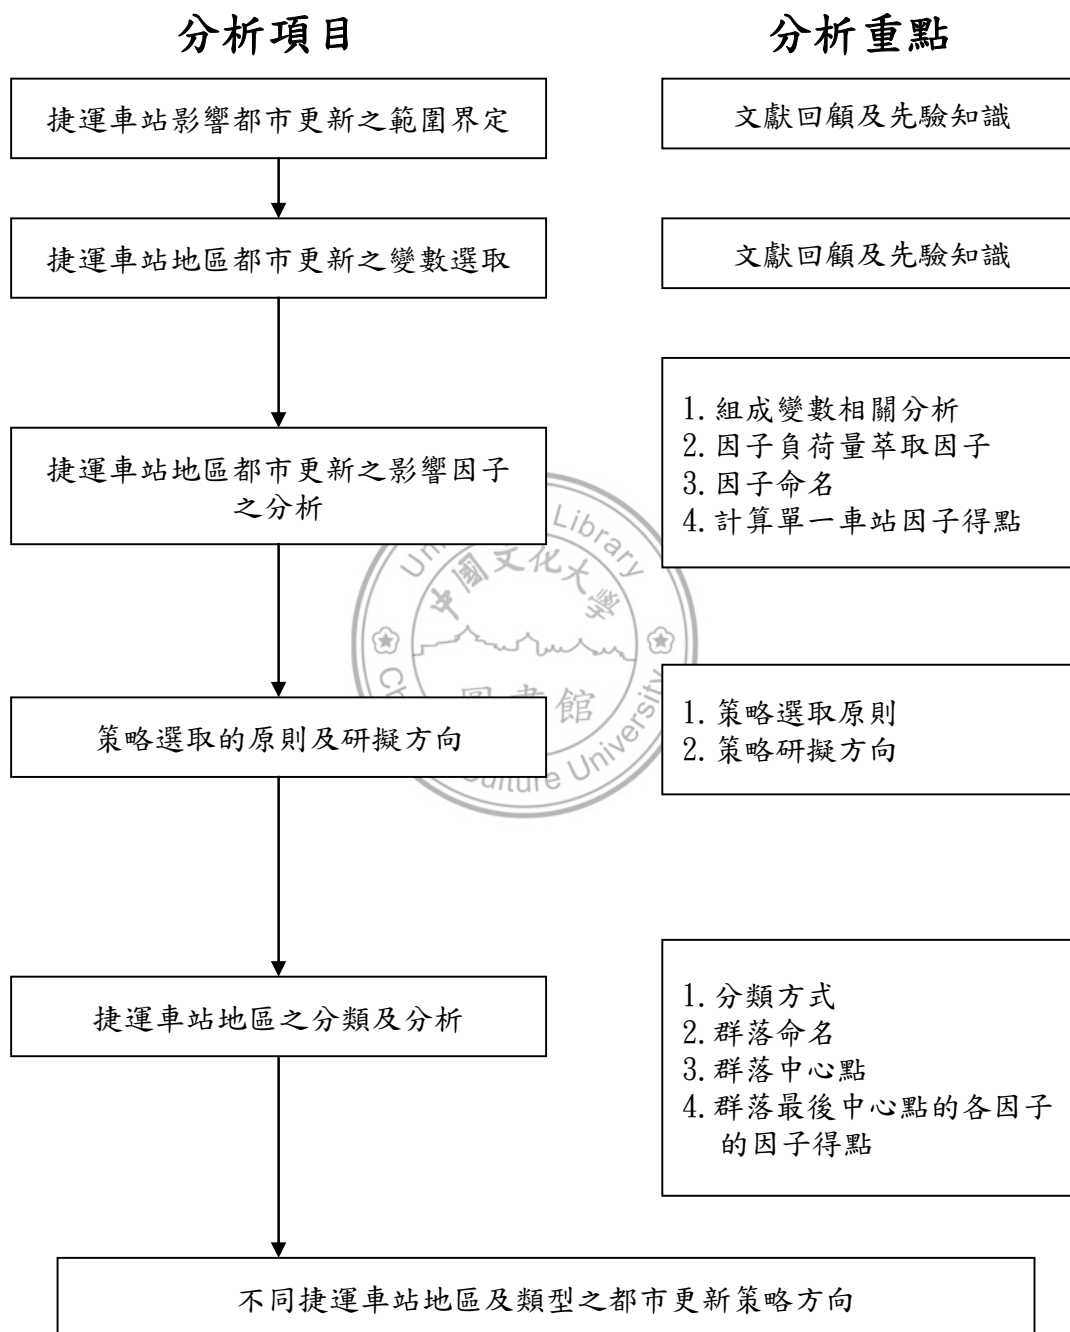 分析項目
分析重點
捷運車站影響都市更新之範圍界定
文獻回顧及先驗知識
捷運車站地區都市更新之變數選取
文獻回顧及先驗知識
捷運車站地區都市更新之影響因子
之分析
1. 組成變數相關分析
2. 因子負荷量萃取因子
3. 因子命名
4. 計算單一車站因子得點
Library
中國文化大學
館
Culture University
策略選取的原則及研擬方向
1. 策略選取原則
2. 策略研擬方向
捷運車站地區之分類及分析
1. 分類方式
2. 群落命名
3. 群落中心點
4. 群落最後中心點的各因子
的因子得點
不同捷運車站地區及類型之都市更新策略方向